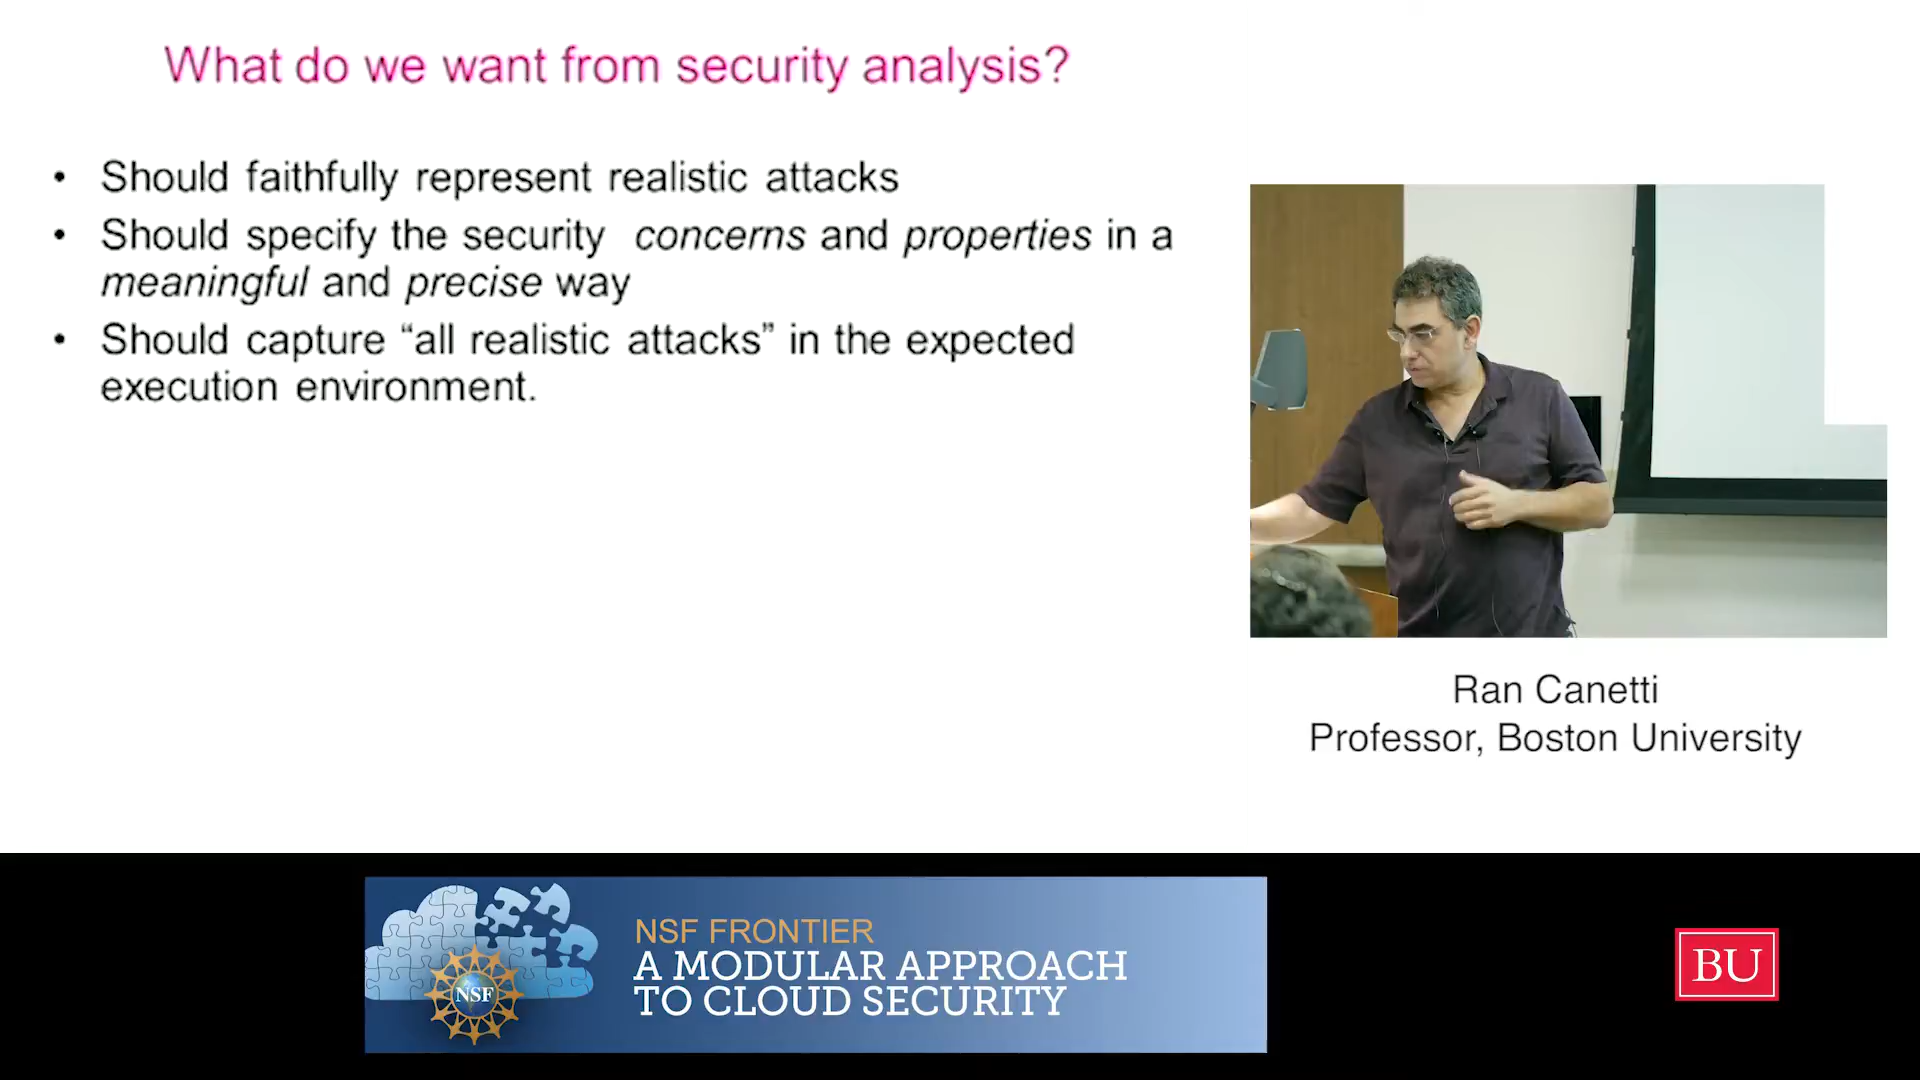 What do we want from security analysis?
• Should faithfully represent realistic attacks
• Should specify the security concerns and properties in a
meaningful and precise way
• Should capture “all realistic attacks” in the expected
execution environment.
Ran Canetti
Professor, Boston University
NSF
NSF FRONTIER
A MODULAR APPROACH
TO CLOUD SECURITY
BU